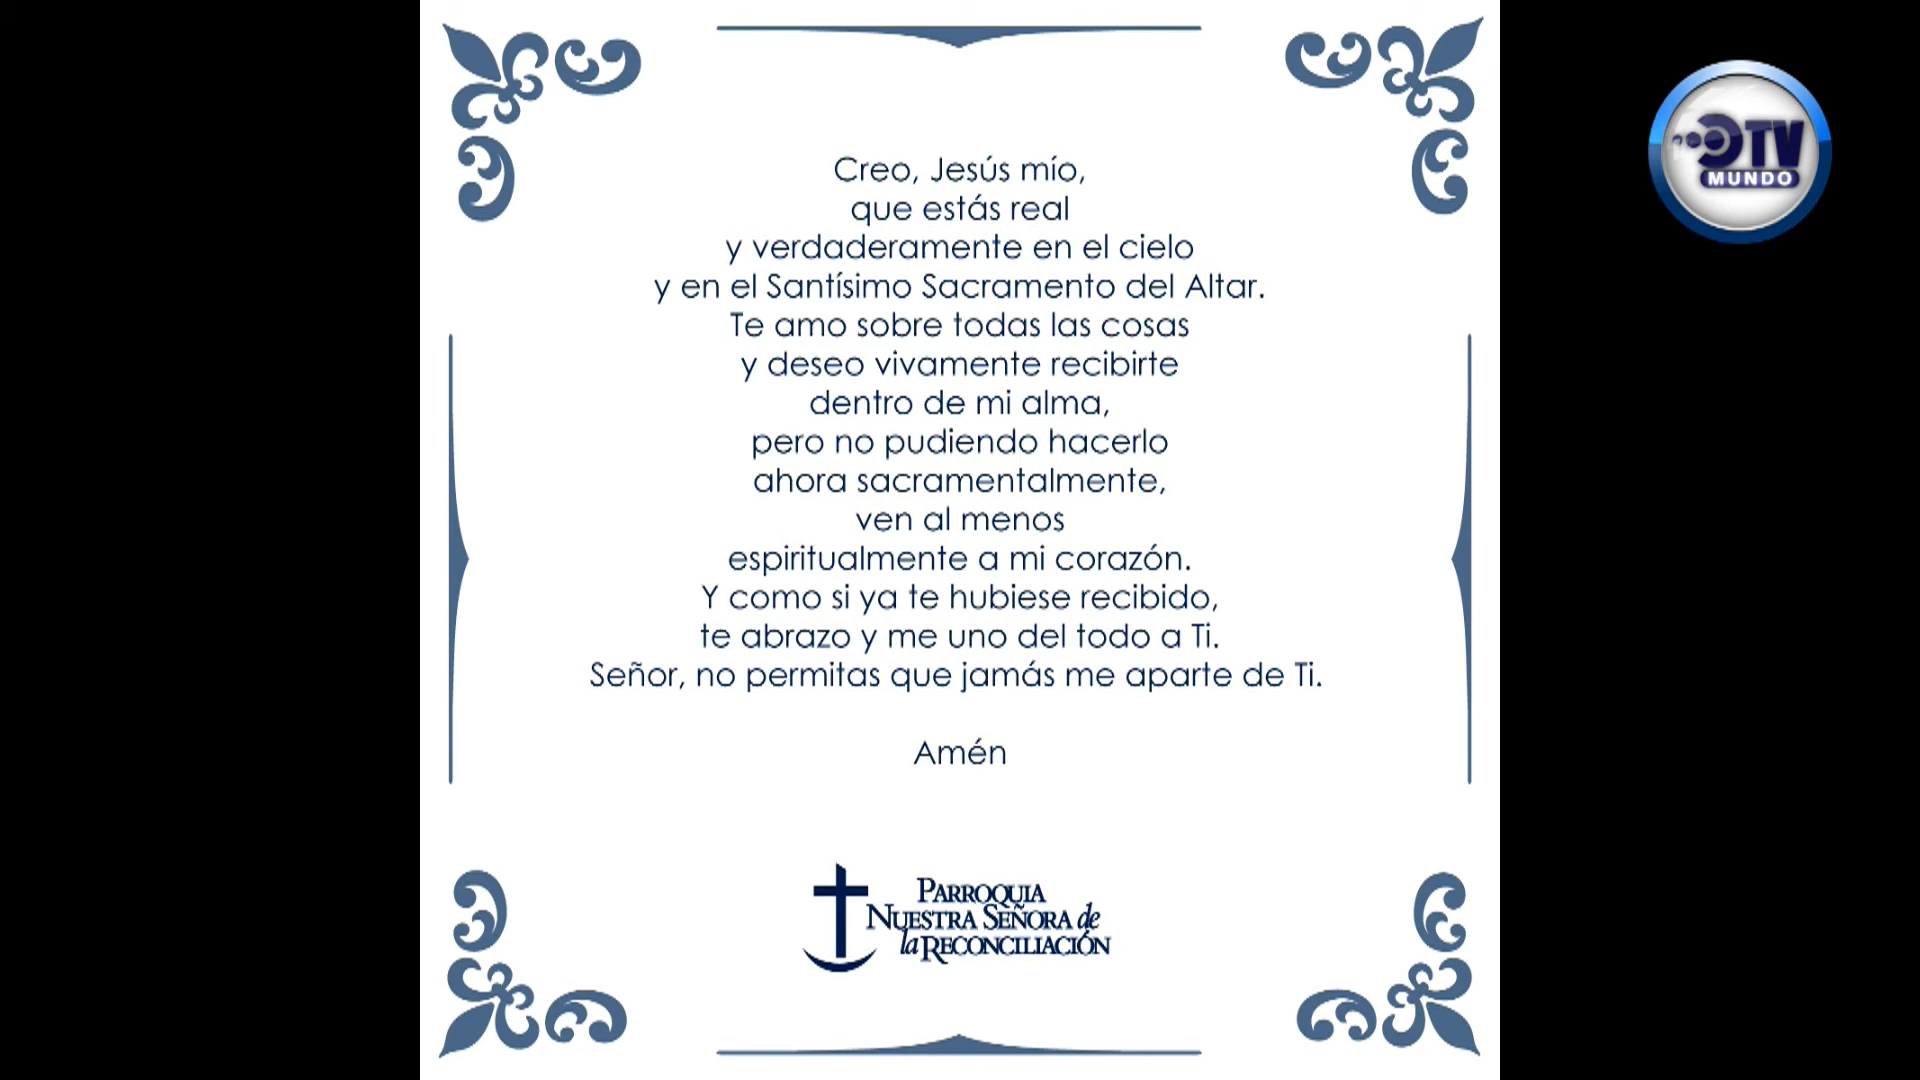 Creo, Jesús mío,
que estás real
y verdaderamente en el cielo
y en el Santísimo Sacramento del Altar.
Te amo sobre todas las cosas
y deseo vivamente recibirte
dentro de mi alma,
pero no pudiendo hacerlo
ahora sacramentalmente,
ven al menos
espiritualmente a mi corazón.
Y como si ya te hubiese recibido,
te abrazo y me uno del todo a Ti.
Señor, no permitas que jamás me aparte de Ti.
Amén
PARROQUIA
NUESTRA SEÑORA de
la RECONCILIACIÓN
TV
MUNDO